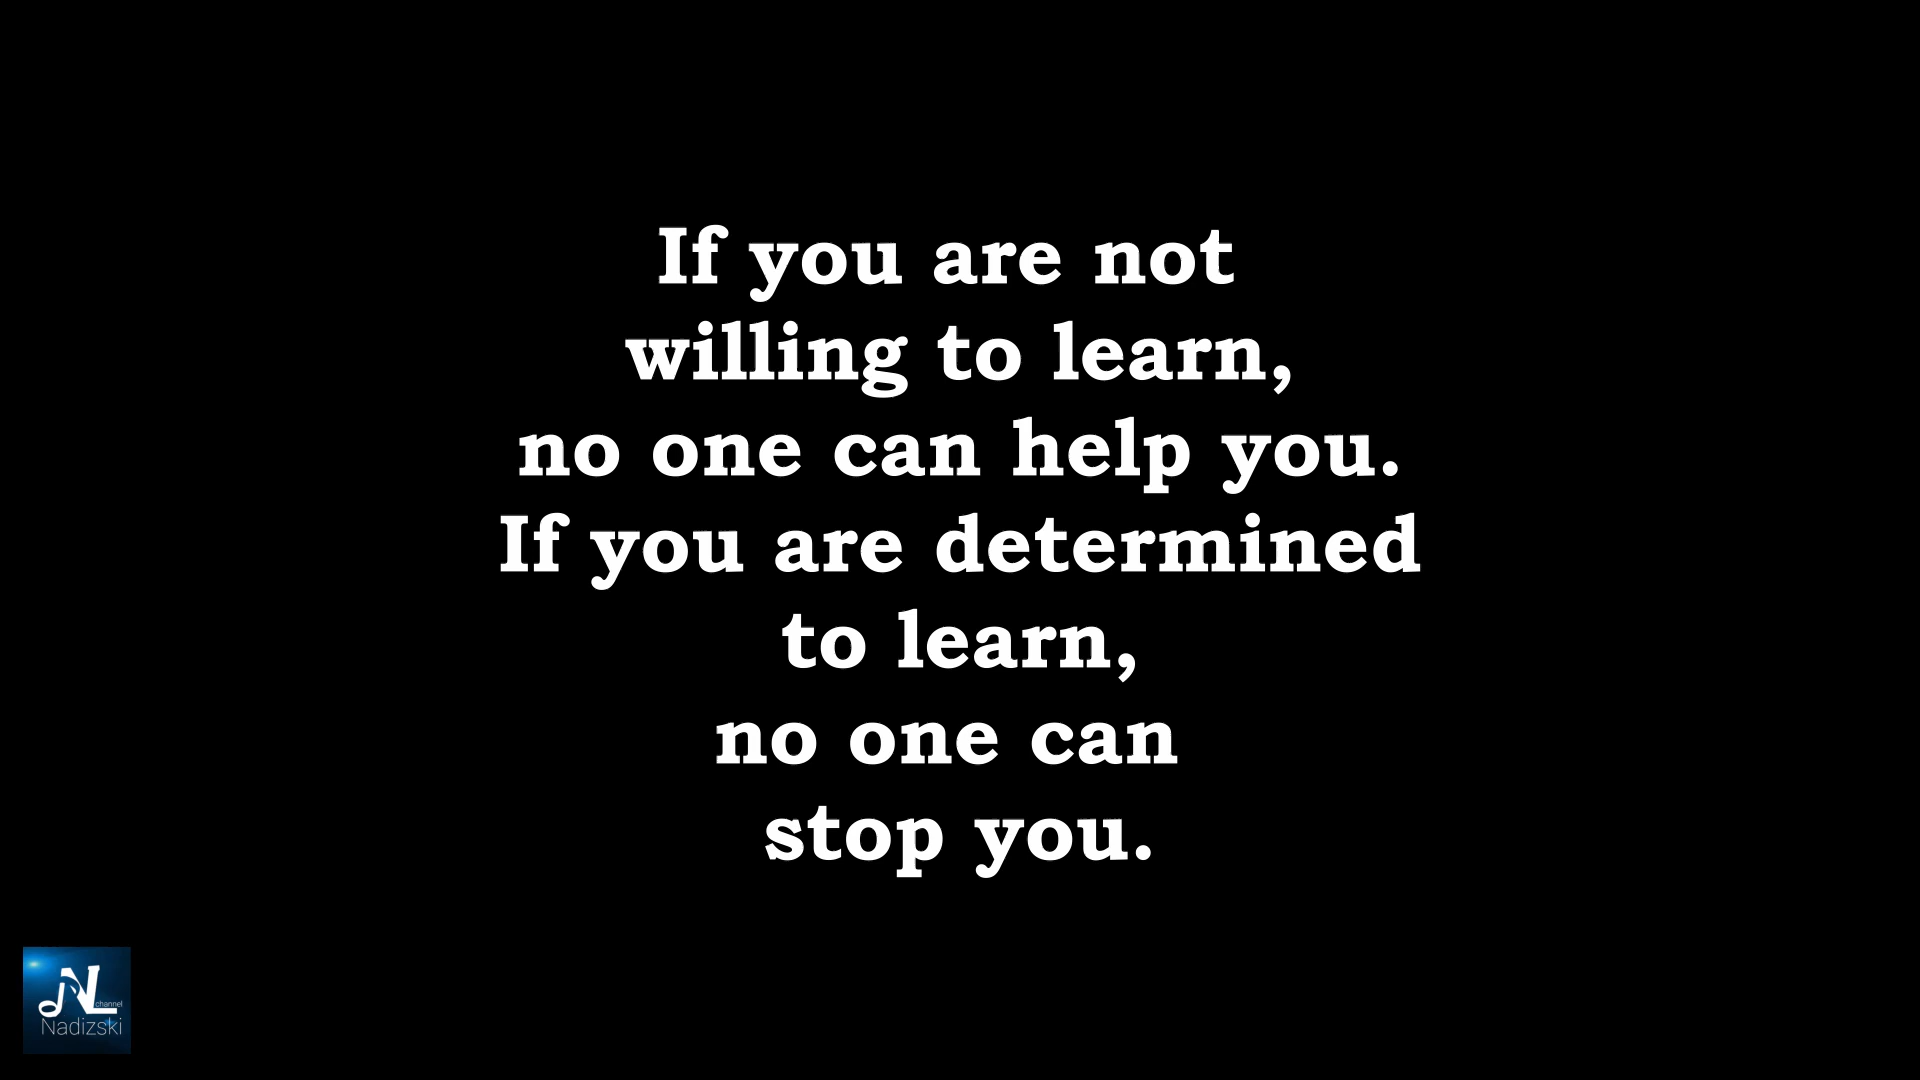 If you are not
willing to learn,
no one can help you.
If you are determined
to learn,
no one can
stop you.
NL
channel
Nadizski